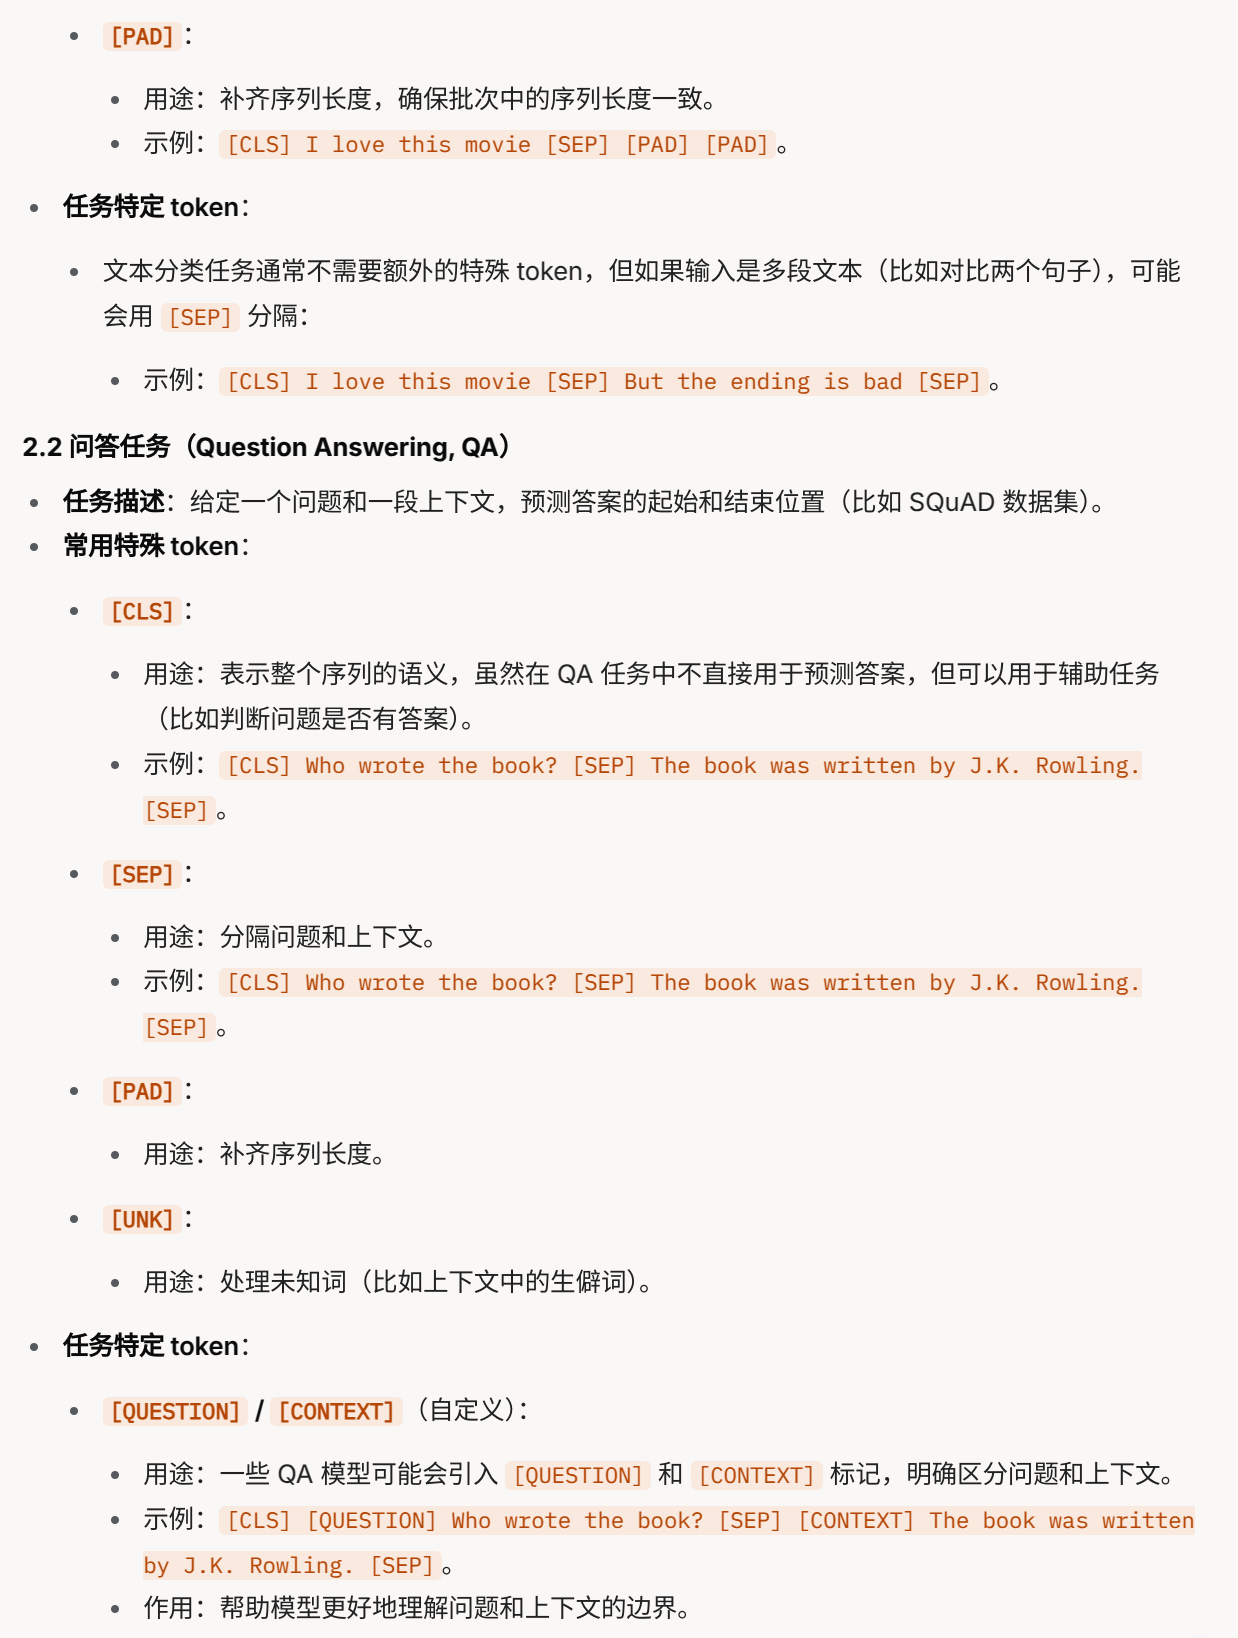 [PAD]：
用途：补齐序列长度，确保批次中的序列长度一致。
示例：[CLS] I love this movie [SEP] [PAD] [PAD]。
任务特定 token：
文本分类任务通常不需要额外的特殊 token，但如果输入是多段文本（比如对比两个句子），可能
会用 [SEP] 分隔：
示例：[CLS] I love this movie [SEP] But the ending is bad [SEP]。
2.2 问答任务（Question Answering, QA）
任务描述：给定一个问题和一段上下文，预测答案的起始和结束位置（比如 SQuAD 数据集）。
常用特殊 token：
[CLS]：
用途：表示整个序列的语义，虽然在 QA 任务中不直接用于预测答案，但可以用于辅助任务
（比如判断问题是否有答案）。
示例：[CLS] Who wrote the book? [SEP] The book was written by J.K. Rowling.
[SEP]。
[SEP]：
用途：分隔问题和上下文。
示例：[CLS] Who wrote the book? [SEP] The book was written by J.K. Rowling.
[SEP]。
[PAD]：
用途：补齐序列长度。
[UNK]：
用途：处理未知词（比如上下文中的生僻词）。
任务特定 token：
[QUESTION] / [CONTEXT]（自定义）：
用途：一些 QA 模型可能会引入 [QUESTION] 和 [CONTEXT] 标记，明确区分问题和上下文。
示例：[CLS] [QUESTION] Who wrote the book? [SEP] [CONTEXT] The book was written
by J.K. Rowling. [SEP]。
作用：帮助模型更好地理解问题和上下文的边界。